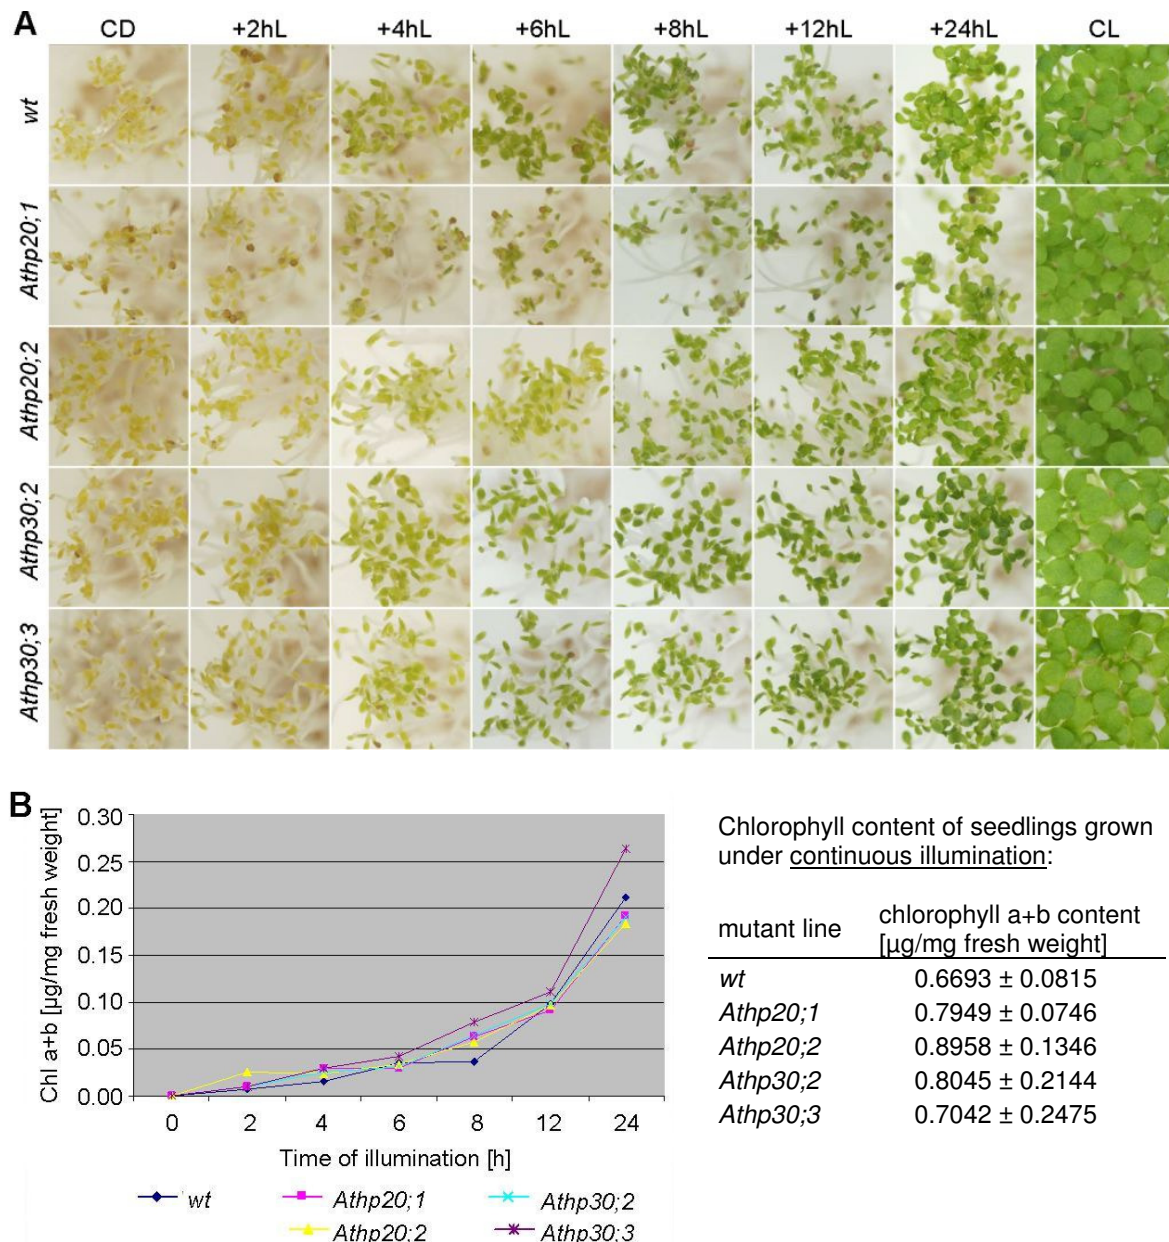 A
CD +2hL +4hL +6hL +8hL +12hL +24hL CL
wt
Athp20;1
Athp20;2
Athp30;2
Athp30;3
B
Chl a+b [µg/mg fresh weight]
0.30
0.25
0.20
0.15
0.10
0.05
0.00
0 2 4 6 8 12 24
Time of illumination [h]
wt Athp20;1 Athp30;2
Athp20;2 Athp30;3
Chlorophyll content of seedlings grown
under continuous illumination:
mutant line chlorophyll a+b content
[µg/mg fresh weight]
wt 0.6693 ± 0.0815
Athp20;1 0.7949 ± 0.0746
Athp20;2 0.8958 ± 0.1346
Athp30;2 0.8045 ± 0.2144
Athp30;3 0.7042 ± 0.2475